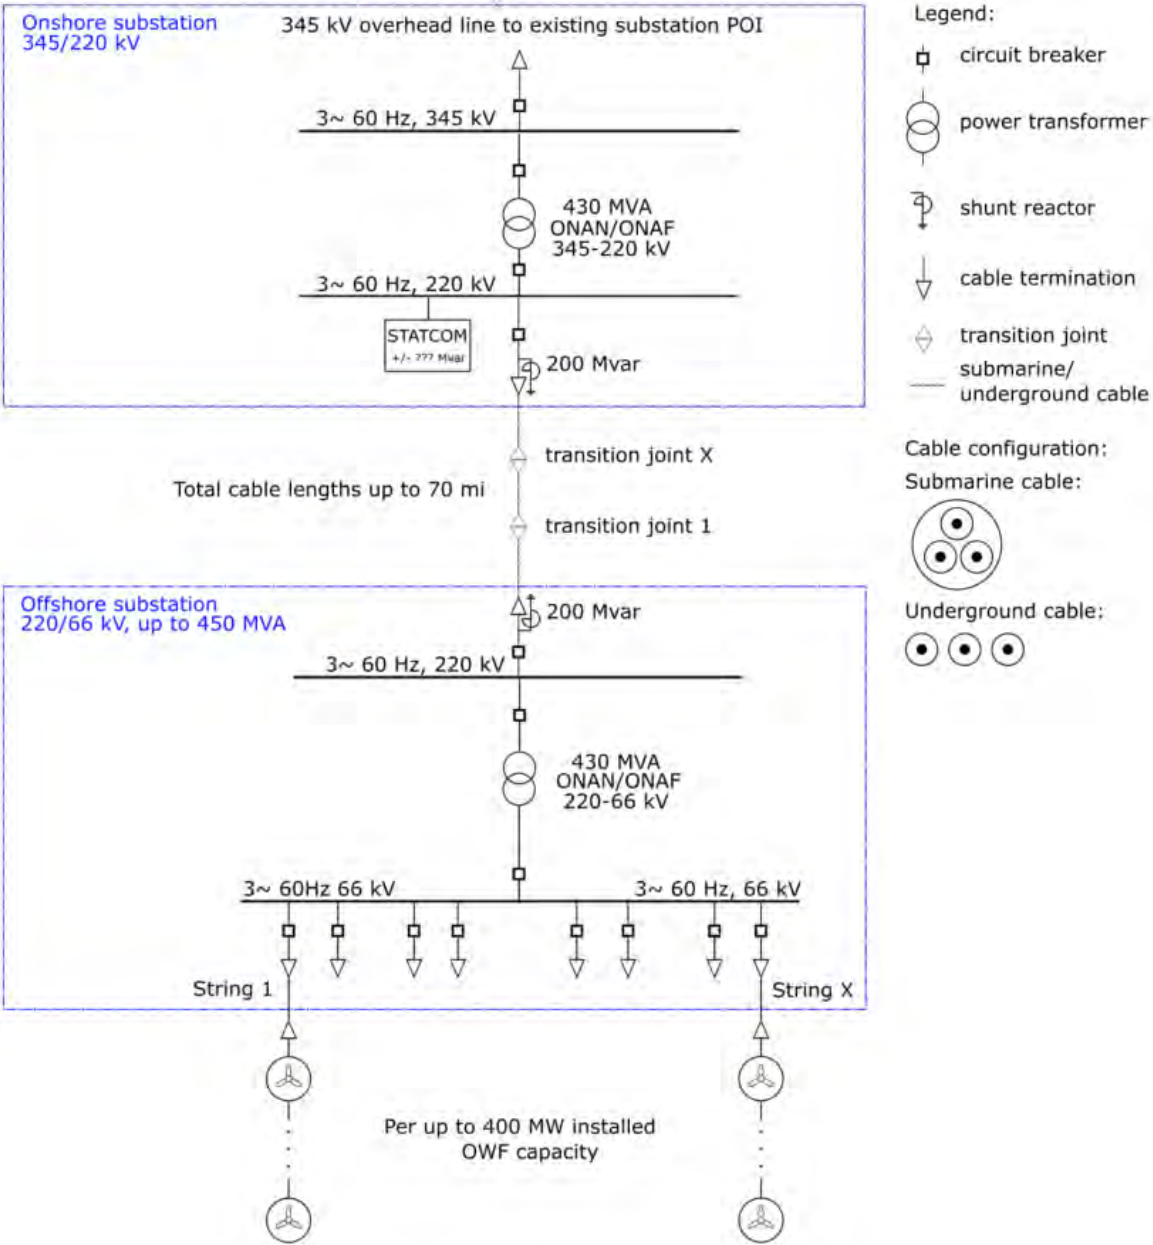 Onshore substation
345/220 kV
345 kV overhead line to existing substation POI
3~ 60 Hz, 345 kV
430 MVA
ONAN/ONAF
345-220 kV
3~ 60 Hz, 220 kV
STATCOM
+/- ??? Mvar
200 Mvar
transition joint X
Total cable lengths up to 70 mi
transition joint 1
Offshore substation
220/66 kV, up to 450 MVA
200 Mvar
3~ 60 Hz, 220 kV
430 MVA
ONAN/ONAF
220-66 kV
3~ 60Hz 66 kV
3~ 60 Hz, 66 kV
String 1
String X
Per up to 400 MW installed
OWF capacity
Legend:
circuit breaker
power transformer
shunt reactor
cable termination
transition joint
submarine/
underground cable
Cable configuration:
Submarine cable:
Underground cable: